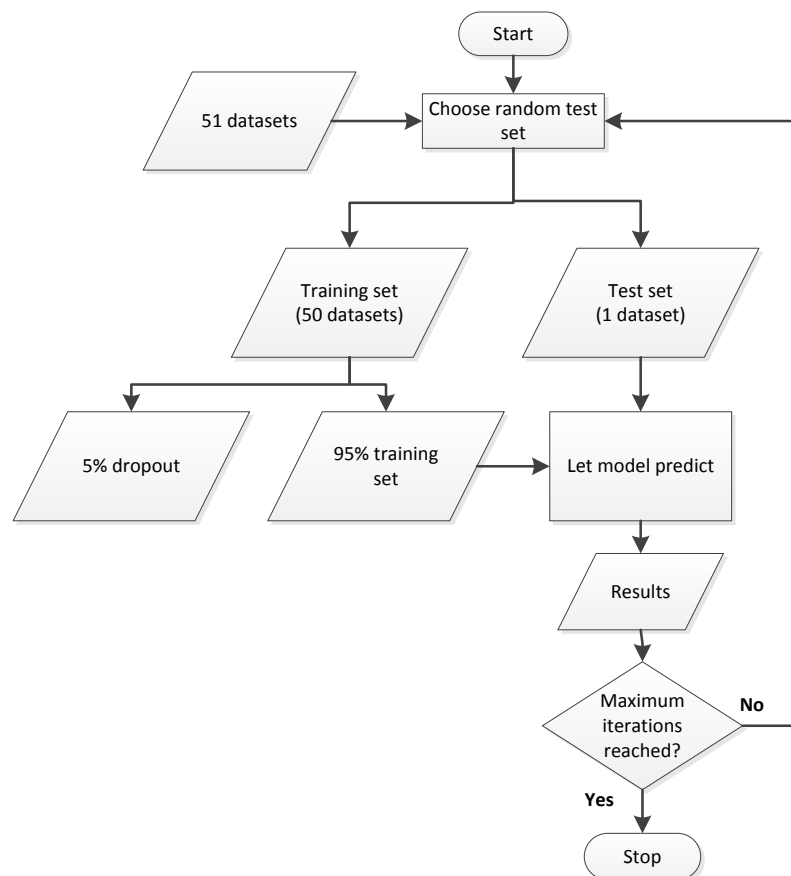 Start
51 datasets
Choose random test
set
Training set
(50 datasets)
Test set
(1 dataset)
5% dropout
95% training
set
Let model predict
Results
Maximum
iterations
reached?
No
Yes
Stop